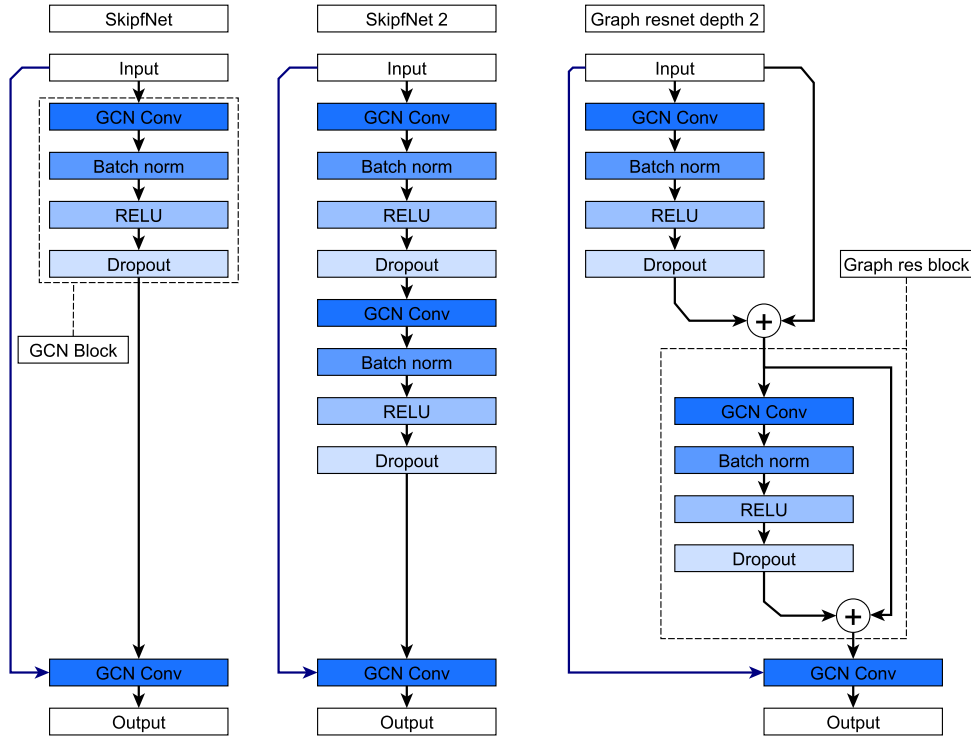 SkipfNet
Input
GCN Conv
Batch norm
RELU
Dropout
GCN Block
GCN Conv
Output
SkipfNet 2
Input
GCN Conv
Batch norm
RELU
Dropout
GCN Conv
Batch norm
RELU
Dropout
GCN Conv
Output
Graph resnet depth 2
Input
GCN Conv
Batch norm
RELU
Dropout
+
Graph res block
GCN Conv
Batch norm
RELU
Dropout
+
GCN Conv
Output